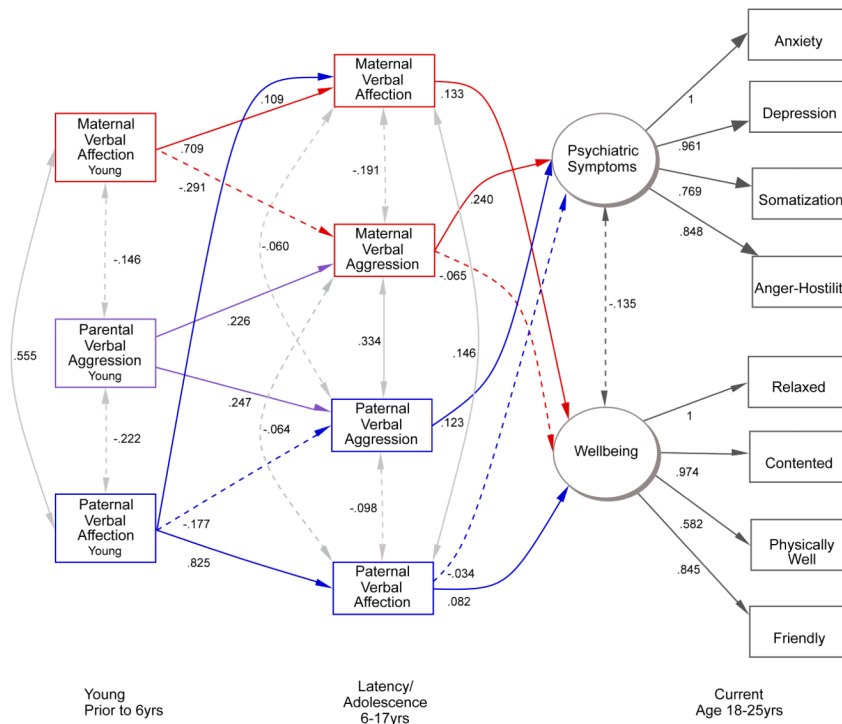 Anxiety
Maternal
Verbal
Affection
.133
.109
1
Maternal
Verbal
Affection
Young
Depression
.709
Psychiatric
Symptoms
.961
-.191
-.291
.769
Somatization
.240
.848
Maternal
Verbal
Aggression
-.060
-.146
-.065
Anger-Hostility
-.135
.226
Parental
Verbal
Aggression
Young
.334
.555
.146
Relaxed
.247
1
Paternal
Verbal
Aggression
.123
-.064
-.222
Wellbeing
Contented
.974
-.098
.582
Paternal
Verbal
Affection
Young
-.177
Physically
Well
.845
.825
-.034
Paternal
Verbal
Affection
.082
Friendly
Young
Prior to 6yrs
Latency/
Adolescence
6-17yrs
Current
Age 18-25yrs